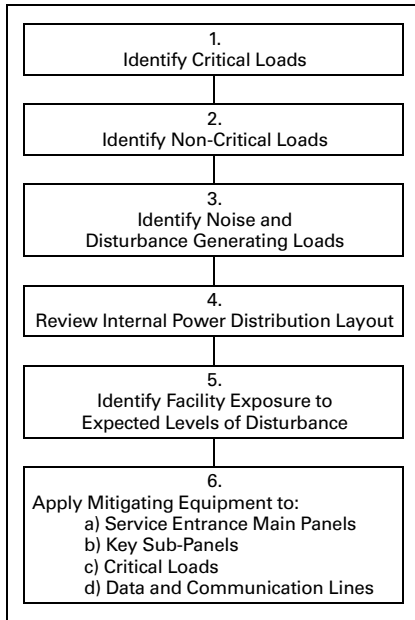 1.
Identify Critical Loads
2.
Identify Non-Critical Loads
3.
Identify Noise and
Disturbance Generating Loads
4.
Review Internal Power Distribution Layout
5.
Identify Facility Exposure to
Expected Levels of Disturbance
6.
Apply Mitigating Equipment to:
a) Service Entrance Main Panels
b) Key Sub-Panels
c) Critical Loads
d) Data and Communication Lines